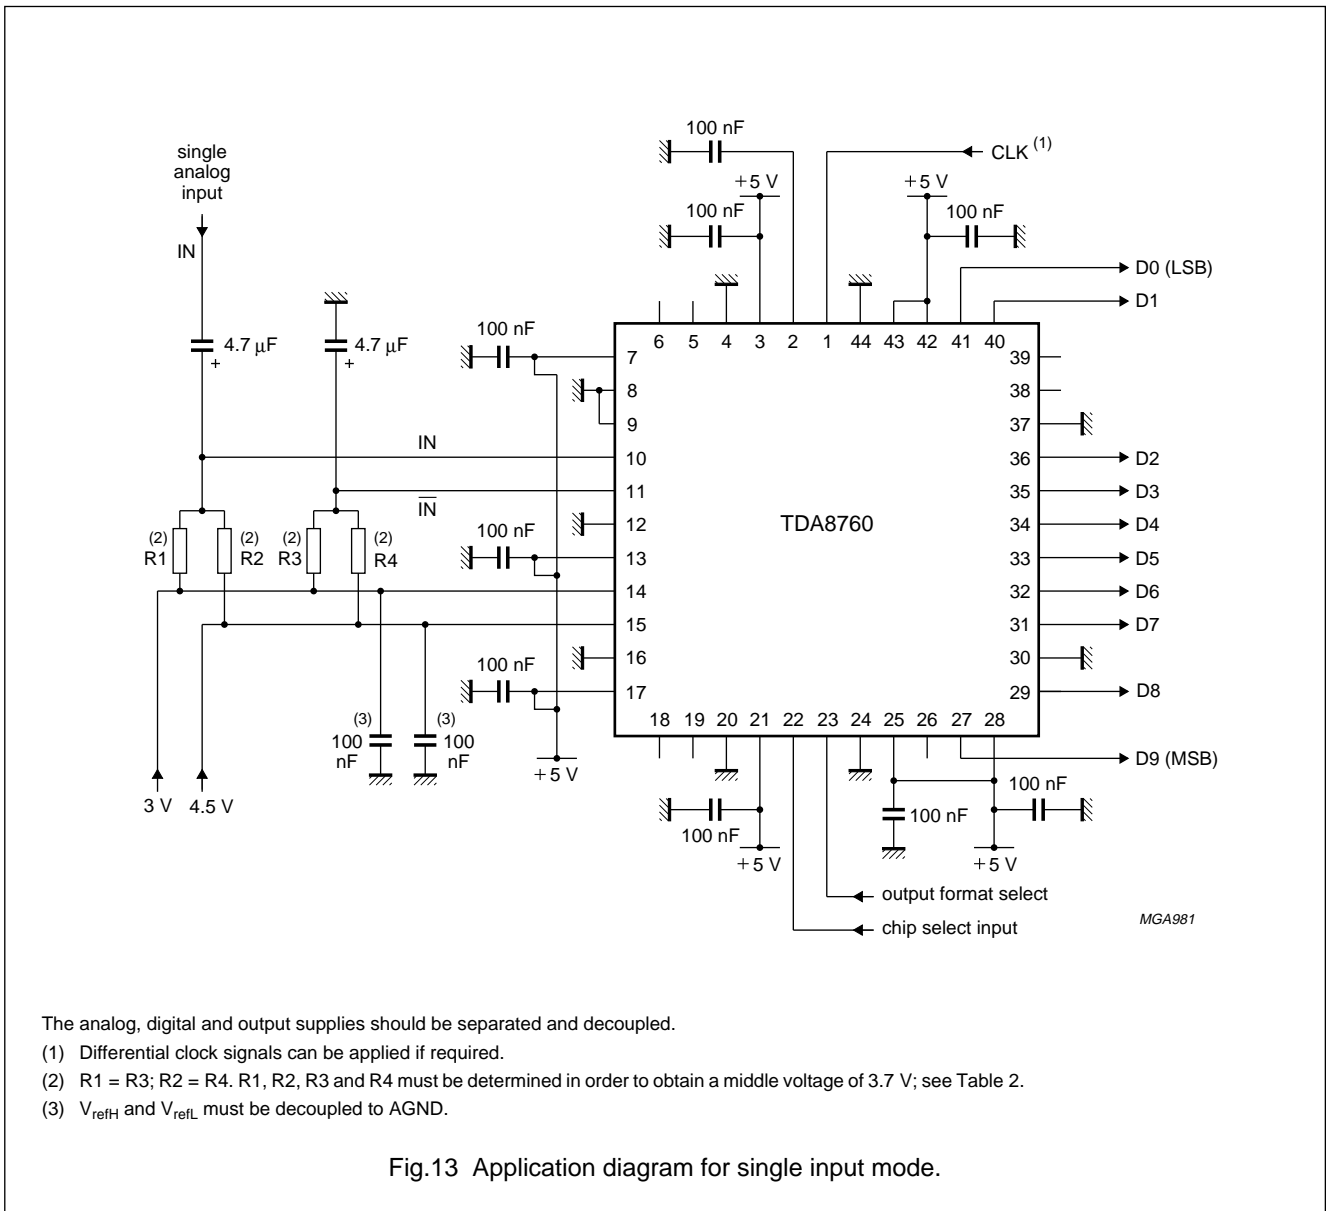 100 nF
CLK (1)
single
analog
input
+5 V
+5 V
100 nF
100 nF
IN
D0 (LSB)
D1
100 nF
4.7 µF
+
4.7 µF
+
6 5 4 3 2 1 44 43 42 41 40
7
39
8
38
9
37
IN
10
36
D2
11
35
D3
I̅N̅
12
TDA8760
34
D4
(2) (2) (2) (2)
R1 R2 R3 R4
100 nF
13
33
D5
14
32
D6
15
31
D7
16
30
100 nF
17
29
D8
18 19 20 21 22 23 24 25 26 27 28
(3) (3)
100 nF
100 nF
D9 (MSB)
+5 V
3 V
4.5 V
100 nF
100 nF
100 nF
+5 V
+5 V
output format select
chip select input
MGA981
The analog, digital and output supplies should be separated and decoupled.
(1) Differential clock signals can be applied if required.
(2) R1 = R3; R2 = R4. R1, R2, R3 and R4 must be determined in order to obtain a middle voltage of 3.7 V; see Table 2.
(3) VrefH and VrefL must be decoupled to AGND.
Fig.13 Application diagram for single input mode.